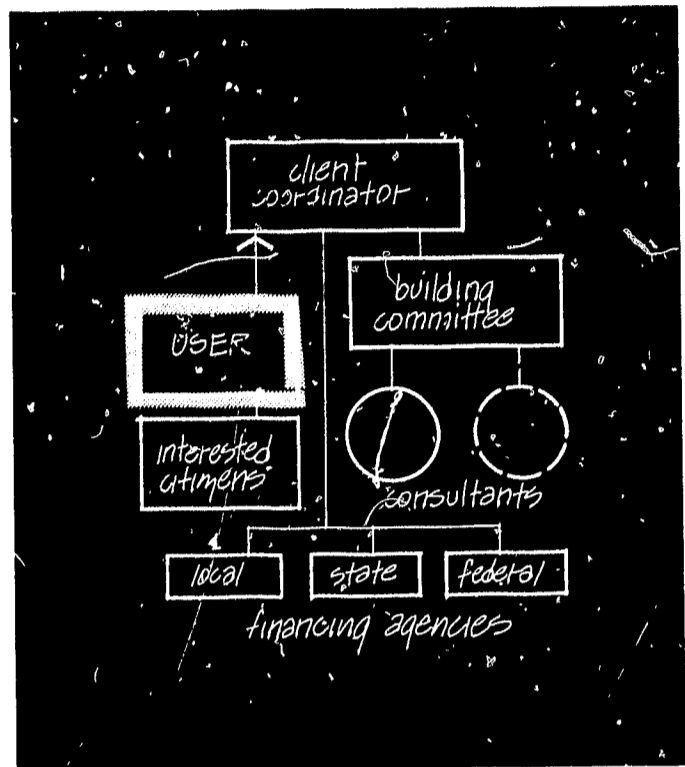 client
coordinator
building
committee
USER
interested
citizens
consultants
local
state
federal
financing agencies